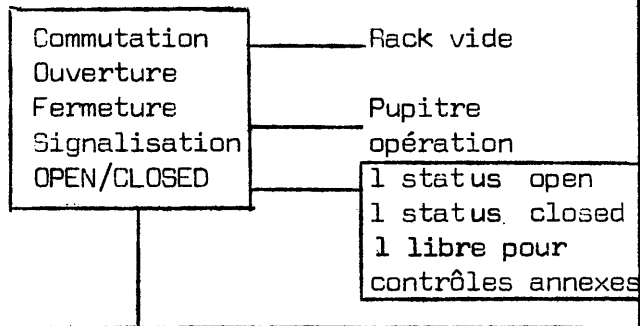 Commutation
Ouverture
Fermeture
Signalisation
OPEN/CLOSED
Rack vide
Pupitre
opération
1 status open
1 status closed
1 libre pour
contrôles annexes